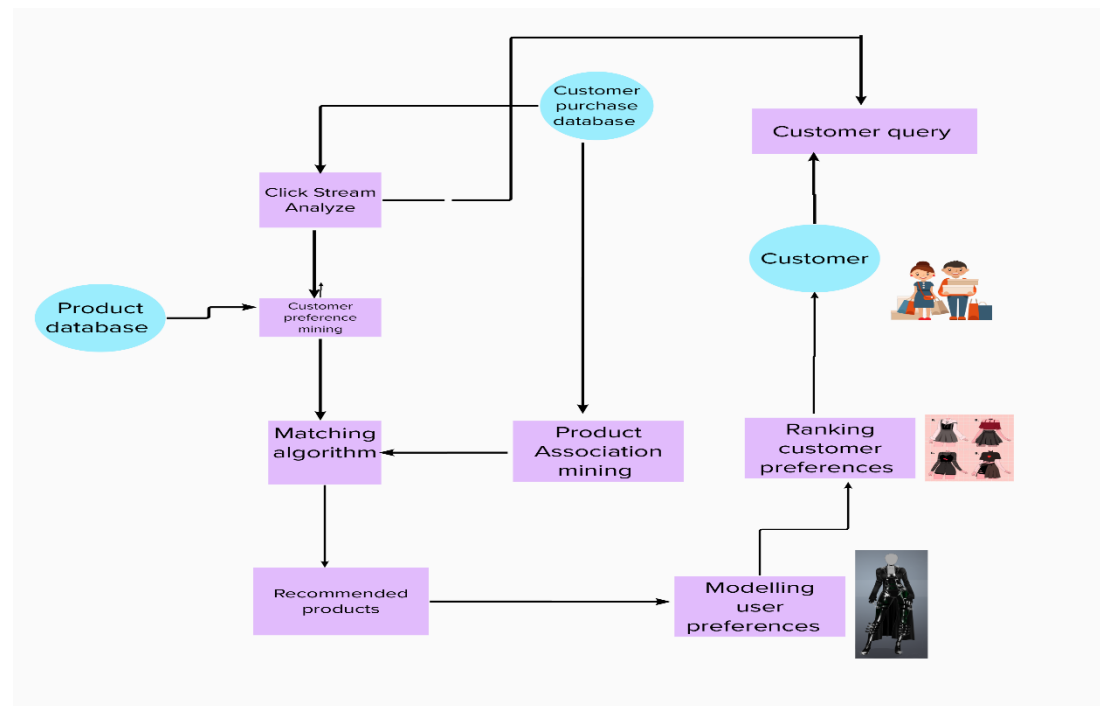 Customer
purchase
database
Customer query
Click Stream
Analyze
Customer
Product
database
Customer
preference
mining
Matching
algorithm
Product
Association
mining
Ranking
customer
preferences
Recommended
products
Modelling
user
preferences